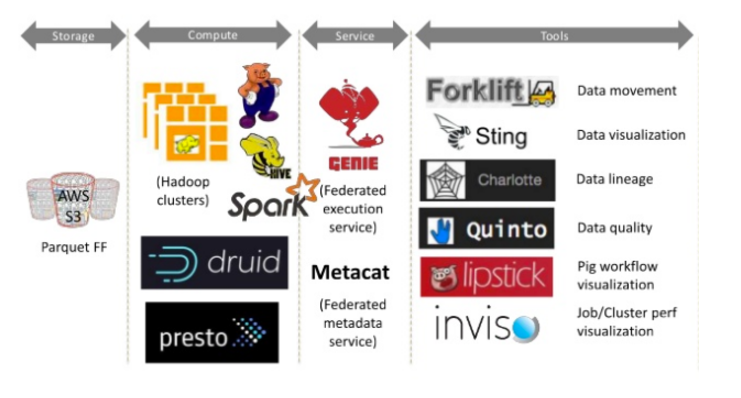 Storage
Compute
Service
Tools
AWS
S3
Parquet FF
(Hadoop
clusters)
HIVE
Spark
druid
presto
GENIE
(Federated
execution
service)
Metacat
(Federated
metadata
service)
Forklift
Data movement
Sting
Data visualization
Charlotte
Data lineage
Quinto
Data quality
lipstick
Pig workflow
visualization
inviso
Job/Cluster perf
visualization